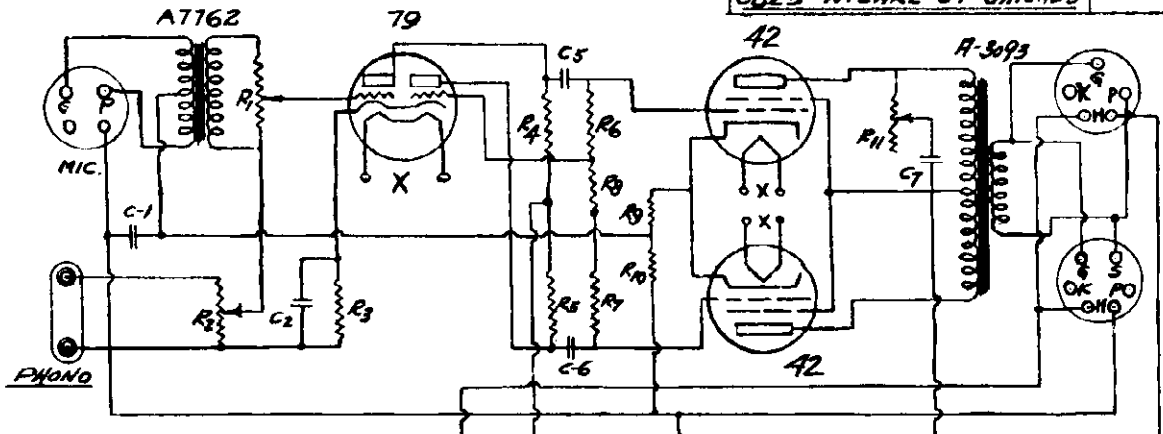 A7762
79
42
A-3093
C5
G
K
P
H
R1
R4
R6
R11
G
P
MIC.
X
C7
R8
X
R9
C-1
X
R10
G
S
K
P
H
R2
C2
R3
R5
R7
C-6
PHONO
42